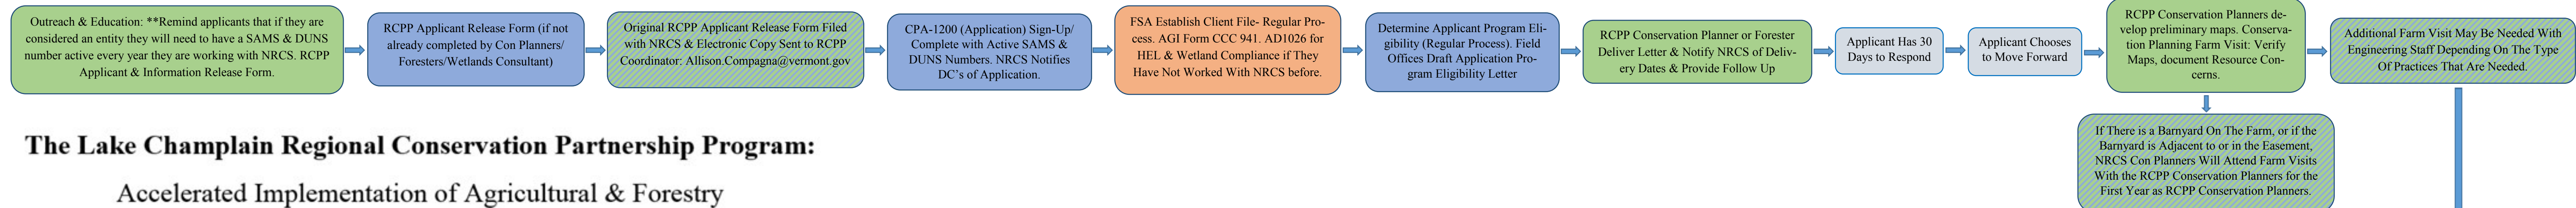 Outreach & Education: **Remind applicants that if they are
considered an entity they will need to have a SAMS & DUNS
number active every year they are working with NRCS. RCPP
Applicant & Information Release Form.
RCPP Applicant Release Form (if not
already completed by Con Planners/
Foresters/Wetlands Consultant)
Original RCPP Applicant Release Form Filed
with NRCS & Electronic Copy Sent to RCPP
Coordinator: Allison.Compagna@vermont.gov
CPA-1200 (Application) Sign-Up/
Complete with Active SAMS &
DUNS Numbers. NRCS Notifies
DC's of Application.
FSA Establish Client File- Regular Pro-
cess. AGI Form CCC 941. AD1026 for
HEL & Wetland Compliance if They
Have Not Worked With NRCS before.
Determine Applicant Program Eli-
gibility (Regular Process). Field
Offices Draft Application Pro-
gram Eligibility Letter
RCPP Conservation Planner or Forester
Deliver Letter & Notify NRCS of Deliv-
ery Dates & Provide Follow Up
Applicant Has 30
Days to Respond
Applicant Chooses
to Move Forward
RCPP Conservation Planners de-
velop preliminary maps. Conserva-
tion Planning Farm Visit: Verify
Maps, document Resource Con-
cerns.
Additional Farm Visit May Be Needed With
Engineering Staff Depending On The Type
Of Practices That Are Needed.
If There is a Barnyard On The Farm, or if the
Barnyard is Adjacent to or in the Easement,
NRCS Con Planners Will Attend Farm Visits
With the RCPP Conservation Planners for the
First Year as RCPP Conservation Planners.
The Lake Champlain Regional Conservation Partnership Program:
Accelerated Implementation of Agricultural & Forestry